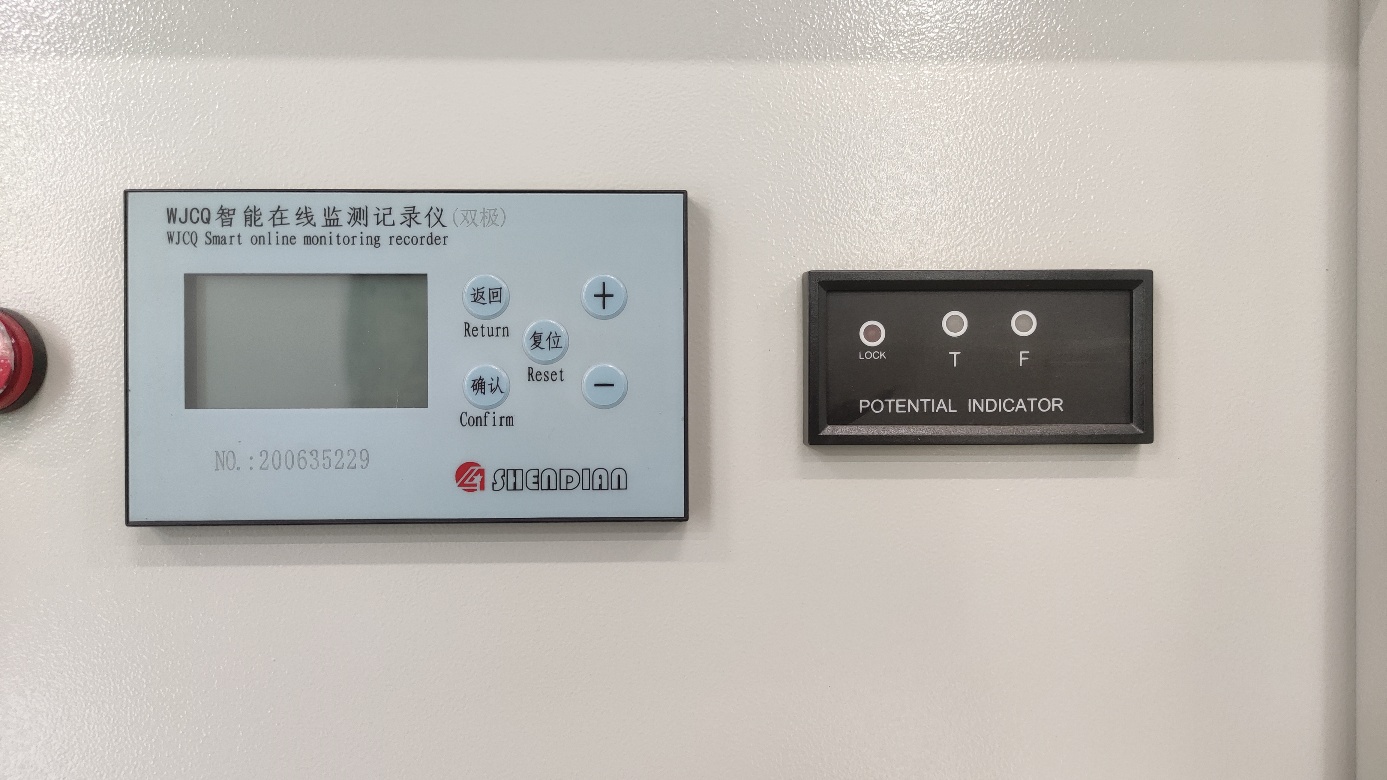 WJCQ智能在线监测记录仪(双极)
WJCQ Smart online monitoring recorder
返回
Return
+
复位
Reset
确认
Confirm
−
NO.:200635229
SHENDIAN
LOCK
T
F
POTENTIAL INDICATOR